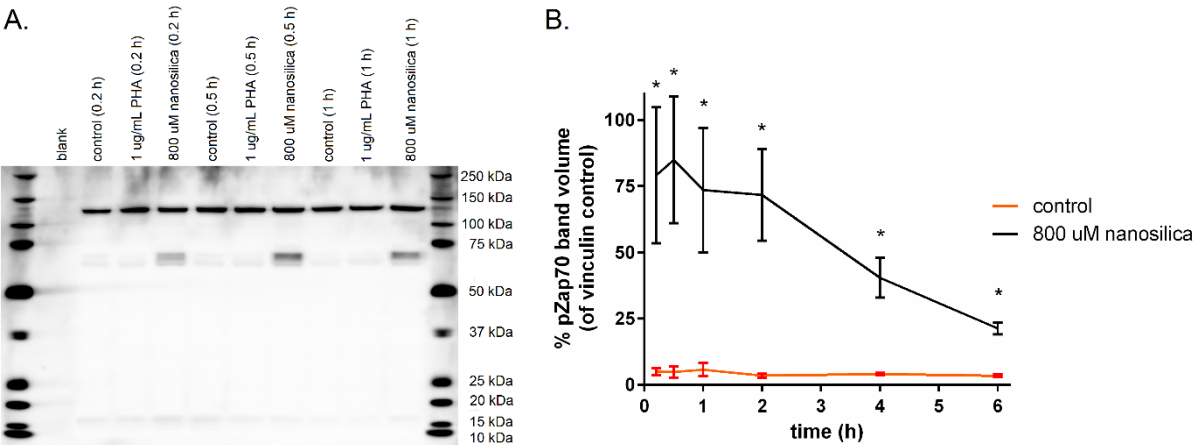 A.
blank
control (0.2 h)
1 ug/mL PHA (0.2 h)
800 uM nanosilica (0.2 h)
control (0.5 h)
1 ug/mL PHA (0.5 h)
800 uM nanosilica (0.5 h)
control (1 h)
1 ug/mL PHA (1 h)
800 uM nanosilica (1 h)
250 kDa
150 kDa
100 kDa
75 kDa
50 kDa
37 kDa
25 kDa
20 kDa
15 kDa
10 kDa
B.
% pZap70 band volume
(of vinculin control)
100
75
50
25
0
* * * * * *
0 1 2 3 4 5 6
time (h)
control
800 uM nanosilica